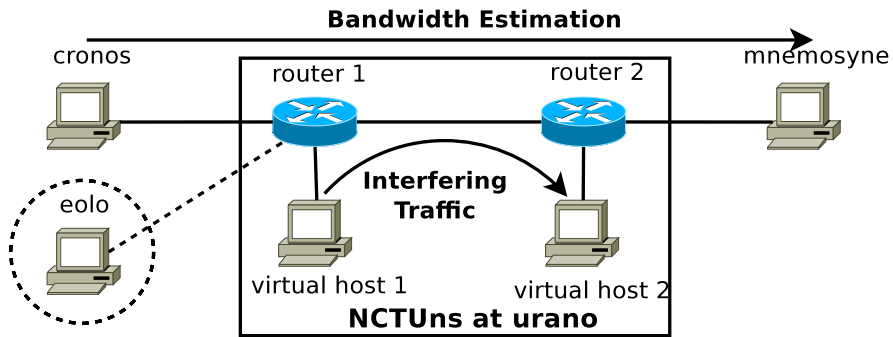 Bandwidth Estimation
cronos
mnemosyne
router 1
router 2
Interfering
Traffic
eolo
virtual host 1
virtual host 2
NCTUns at urano